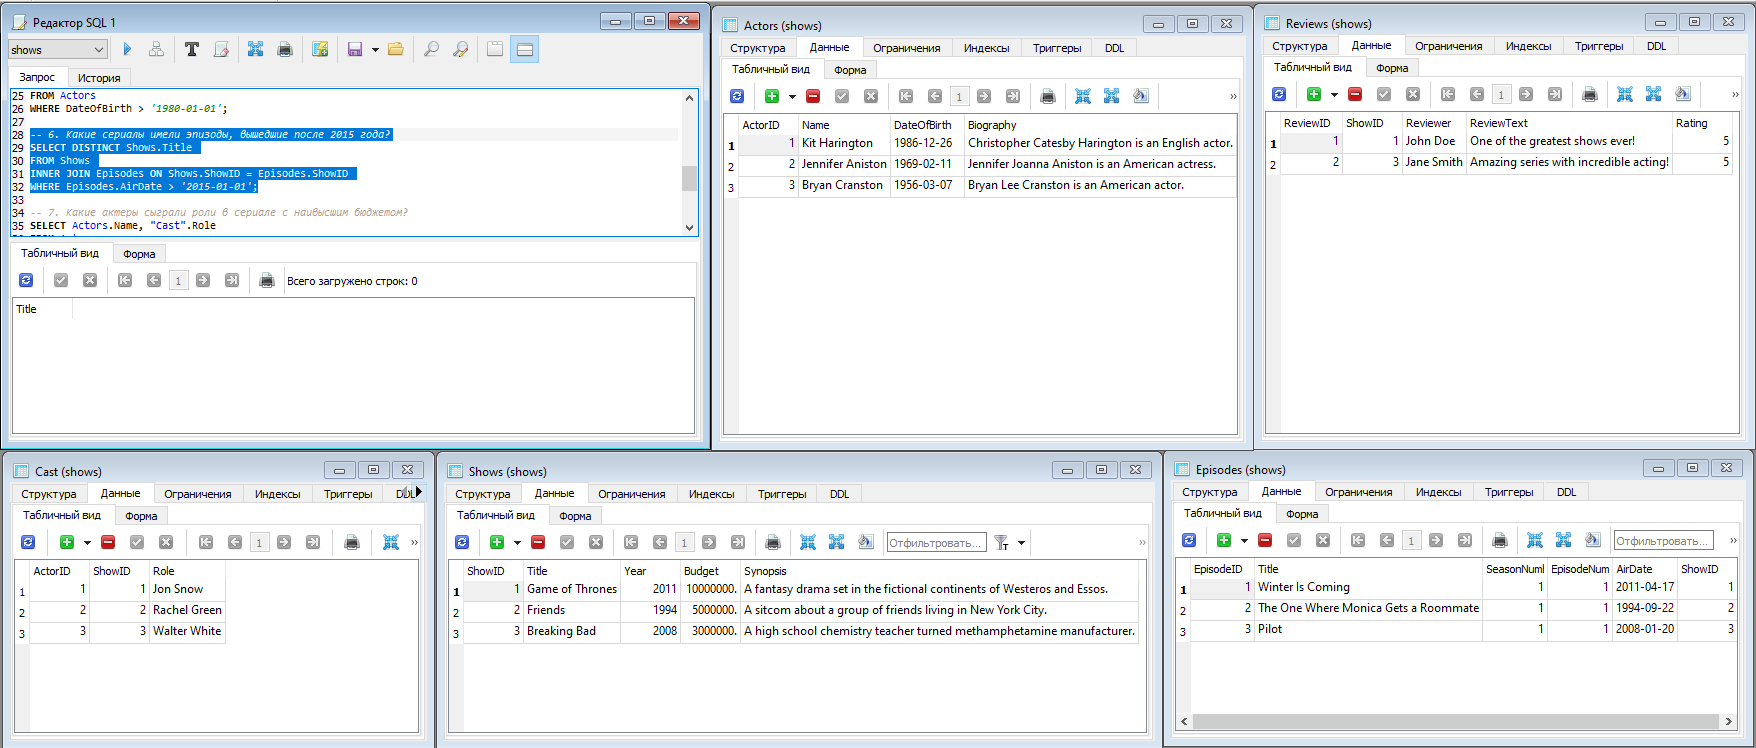 Редактор SQL 1
shows
Запрос
История
25 FROM Actors
26 WHERE DateOfBirth > '1980-01-01';
27
28 -- 6. Какие сериалы имели эпизоды, вышедшие после 2015 года?
29 SELECT DISTINCT Shows.Title
30 FROM Shows
31 INNER JOIN Episodes ON Shows.ShowID = Episodes.ShowID
32 WHERE Episodes.AirDate > '2015-01-01';
33
34 -- 7. Какие актеры сыграли роли в сериале с наивысшим бюджетом?
35 SELECT Actors.Name, "Cast".Role
Табличный вид
Форма
1
Всего загружено строк: 0
Title
Actors (shows)
Структура Данные Ограничения Индексы Триггеры DDL
Табличный вид
Форма
1 »
ActorID Name DateOfBirth Biography
1 1 Kit Harington 1986-12-26 Christopher Catesby Harington is an English actor.
2 2 Jennifer Aniston 1969-02-11 Jennifer Joanna Aniston is an American actress.
3 3 Bryan Cranston 1956-03-07 Bryan Lee Cranston is an American actor.
Reviews (shows)
Структура Данные Ограничения Индексы Триггеры DDL
Табличный вид
Форма
1 »
ReviewID ShowID Reviewer ReviewText Rating
1 1 1 John Doe One of the greatest shows ever! 5
2 2 3 Jane Smith Amazing series with incredible acting! 5
Cast (shows)
Структура Данные Ограничения Индексы Триггеры DDL
Табличный вид
Форма
1 »
ActorID ShowID Role
1 1 1 Jon Snow
2 2 2 Rachel Green
3 3 3 Walter White
Shows (shows)
Структура Данные Ограничения Индексы Триггеры DDL
Табличный вид
Форма
1 Отфильтровать... T »
ShowID Title Year Budget Synopsis
1 1 Game of Thrones 2011 10000000. A fantasy drama set in the fictional continents of Westeros and Essos.
2 2 Friends 1994 5000000. A sitcom about a group of friends living in New York City.
3 3 Breaking Bad 2008 3000000. A high school chemistry teacher turned methamphetamine manufacturer.
Episodes (shows)
Структура Данные Ограничения Индексы Триггеры DDL
Табличный вид
Форма
1 Отфильтровать... »
EpisodeID Title SeasonNuml EpisodeNum AirDate ShowID
1 1 Winter Is Coming 1 1 2011-04-17 1
2 2 The One Where Monica Gets a Roommate 1 1 1994-09-22 2
3 3 Pilot 1 1 2008-01-20 3